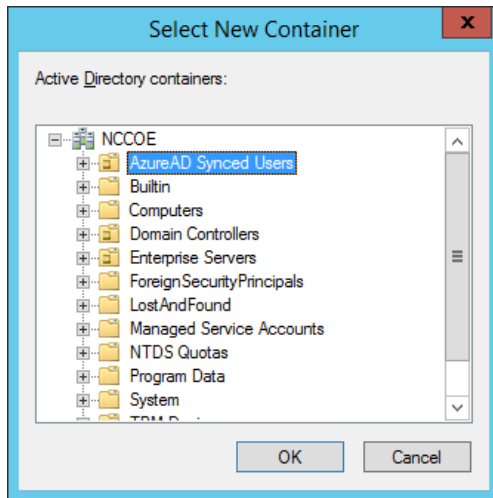 Select New Container
x
Active Directory containers:
NCCOE
AzureAD Synced Users
Builtin
Computers
Domain Controllers
Enterprise Servers
ForeignSecurityPrincipals
LostAndFound
Managed Service Accounts
NTDS Quotas
Program Data
System
OK Cancel